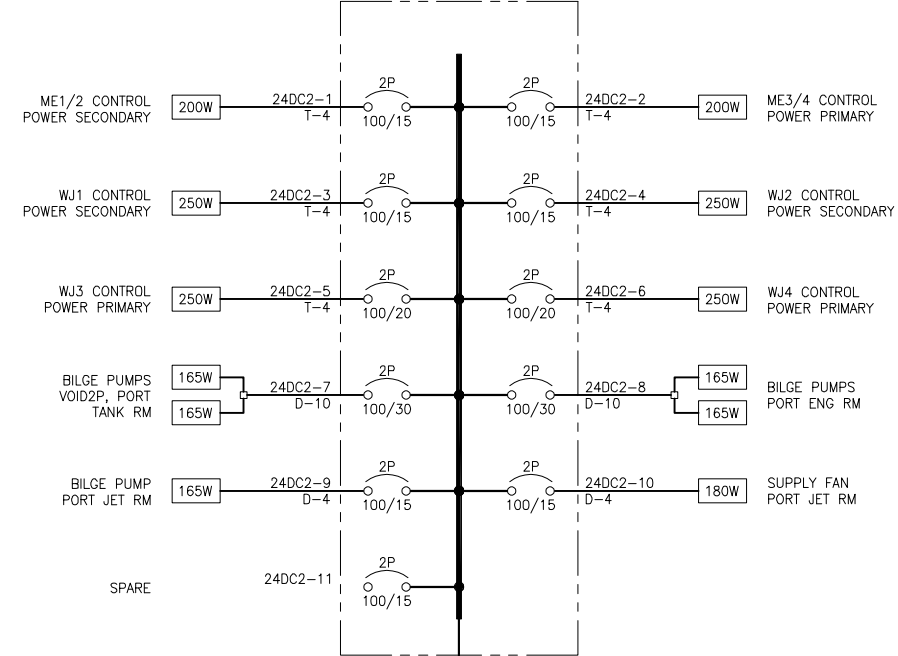 ME1/2 CONTROL
POWER SECONDARY
200W
24DC2-1
T-4
2P
100/15
2P
100/15
24DC2-2
T-4
200W
ME3/4 CONTROL
POWER PRIMARY
WJ1 CONTROL
POWER SECONDARY
250W
24DC2-3
T-4
2P
100/15
2P
100/15
24DC2-4
T-4
250W
WJ2 CONTROL
POWER SECONDARY
WJ3 CONTROL
POWER PRIMARY
250W
24DC2-5
T-4
2P
100/20
2P
100/20
24DC2-6
T-4
250W
WJ4 CONTROL
POWER PRIMARY
BILGE PUMPS
VOID2P, PORT
TANK RM
165W
165W
24DC2-7
D-10
2P
100/30
2P
100/30
24DC2-8
D-10
165W
165W
BILGE PUMPS
PORT ENG RM
BILGE PUMP
PORT JET RM
165W
24DC2-9
D-4
2P
100/15
2P
100/15
24DC2-10
D-4
180W
SUPPLY FAN
PORT JET RM
SPARE
24DC2-11
2P
100/15